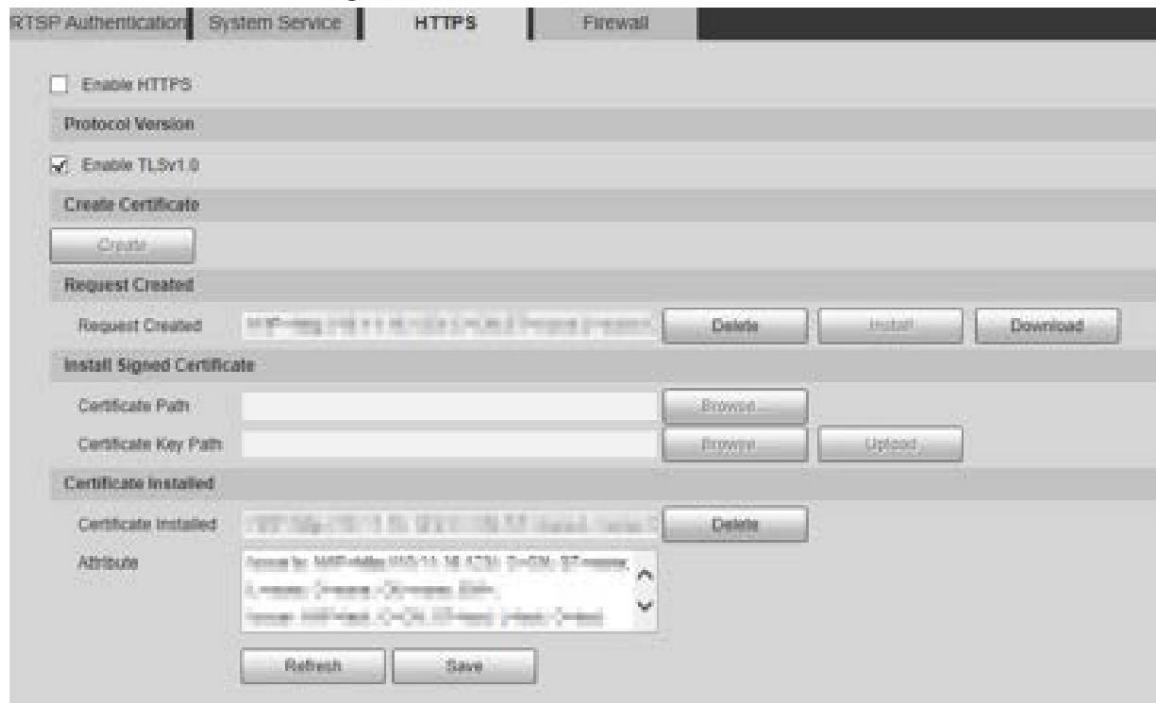 RTSP Authentication System Service HTTPS Firewall
Enable HTTPS
Protocol Version
Enable TLSv1.0
Create Certificate
Create
Request Created
Request Created Delete Install Download
Install Signed Certificate
Certificate Path Browse...
Certificate Key Path Browse Upload
Certificate Installed
Certificate Installed Delete
Attribute
Refresh Save